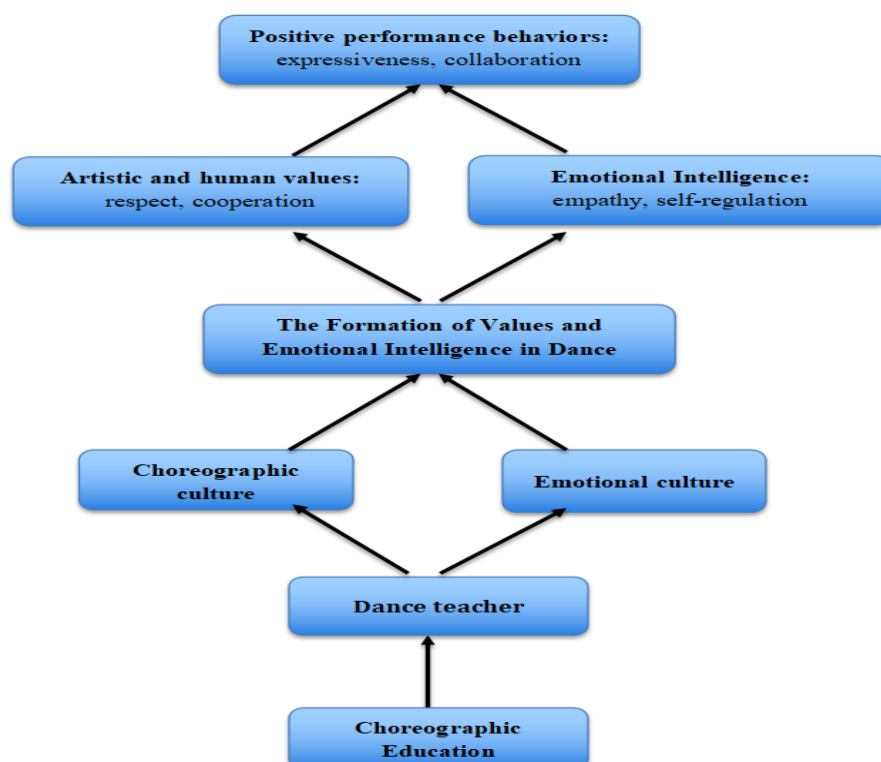 Positive performance behaviors:
expressiveness, collaboration
Artistic and human values:
respect, cooperation
Emotional Intelligence:
empathy, self-regulation
The Formation of Values and
Emotional Intelligence in Dance
Choreographic
culture
Emotional culture
Dance teacher
Choreographic
Education